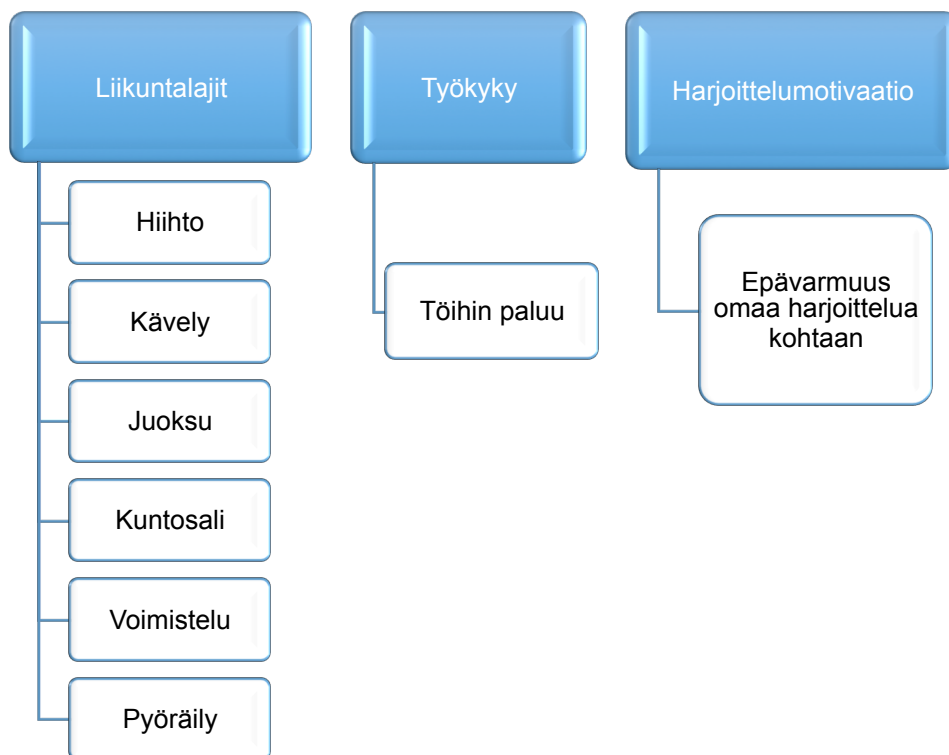 Liikuntalajit
Hiihto
Kävely
Juoksu
Kuntosali
Voimistelu
Pyöräily
Työkyky
Töihin paluu
Harjoittelumotivaatio
Epävarmuus
omaa harjoittelua
kohtaan